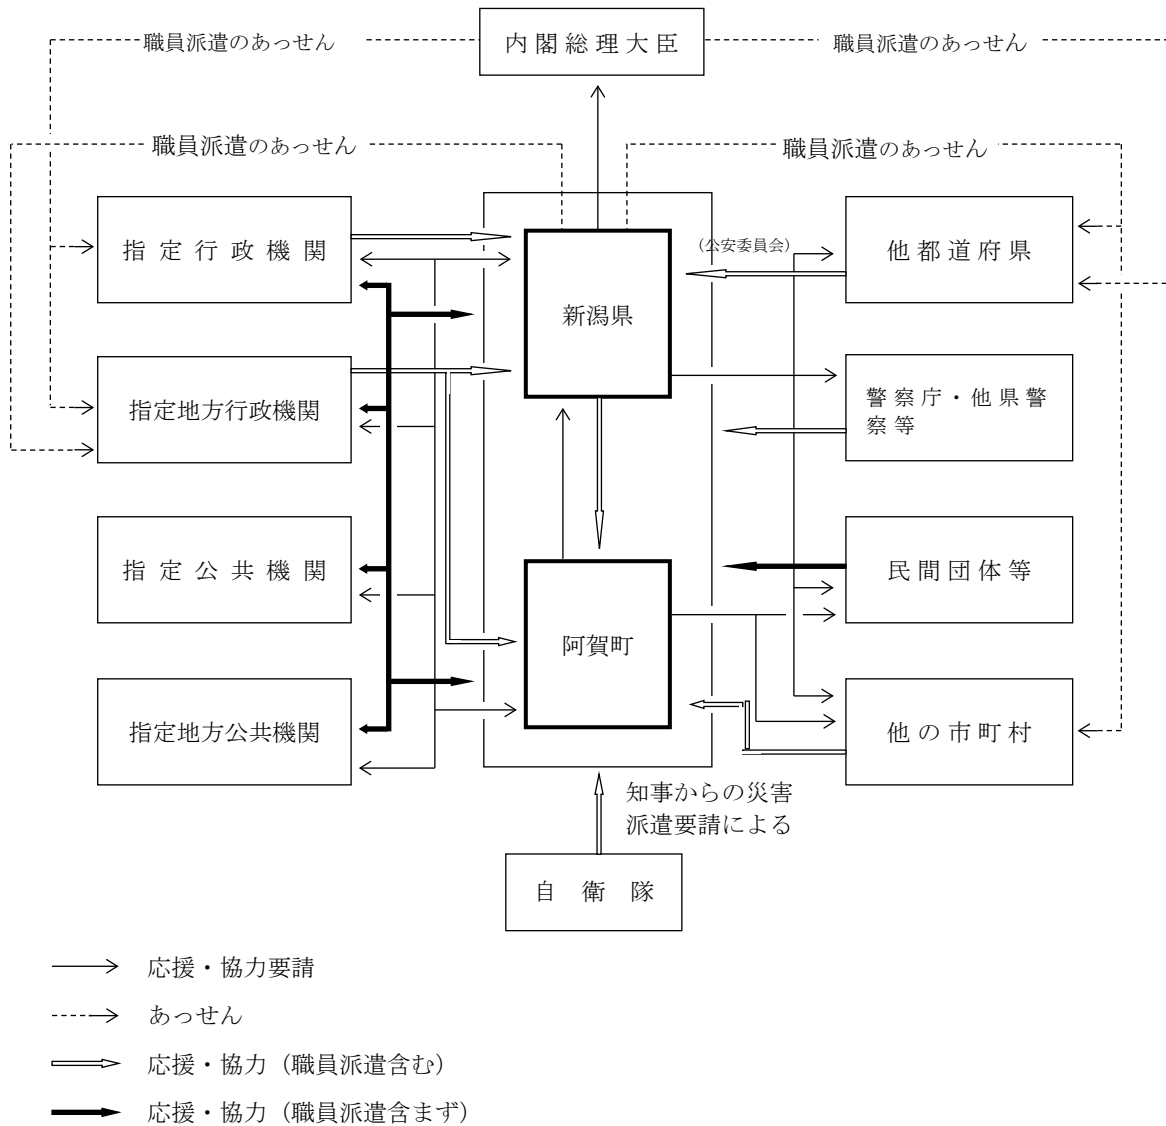 職員派遣のあっせん
内閣総理大臣
職員派遣のあっせん
職員派遣のあっせん
職員派遣のあっせん
指定行政機関
(公安委員会)
他都道府県
新潟県
指定地方行政機関
警察庁・他県警
察等
指定公共機関
民間団体等
阿賀町
指定地方公共機関
他の市町村
知事からの災害
派遣要請による
自衛隊
応援・協力要請
あっせん
応援・協力（職員派遣含む）
応援・協力（職員派遣含まず）